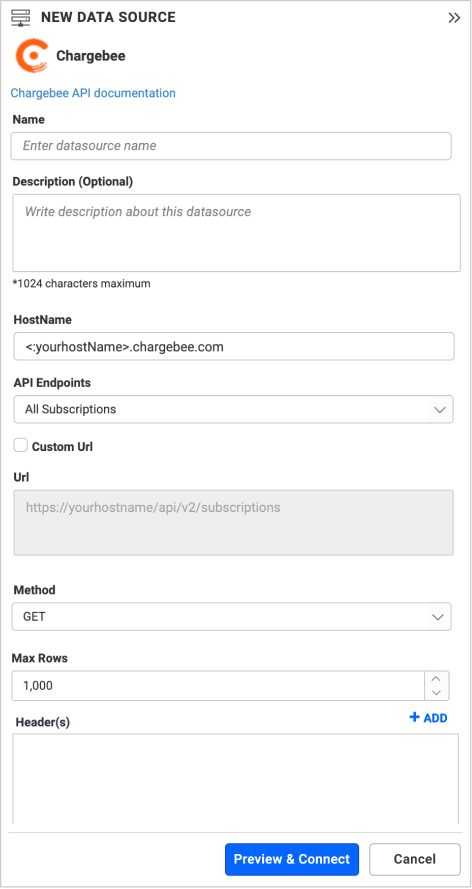 NEW DATA SOURCE
Chargebee
Chargebee API documentation
Name
Enter datasource name
Description (Optional)
Write description about this datasource
*1024 characters maximum
HostName
<:yourhostName>.chargebee.com
API Endpoints
All Subscriptions
Custom Url
Url
https://yourhostname/api/v2/subscriptions
Method
GET
Max Rows
1,000
Header(s)
+ ADD
Preview & Connect
Cancel